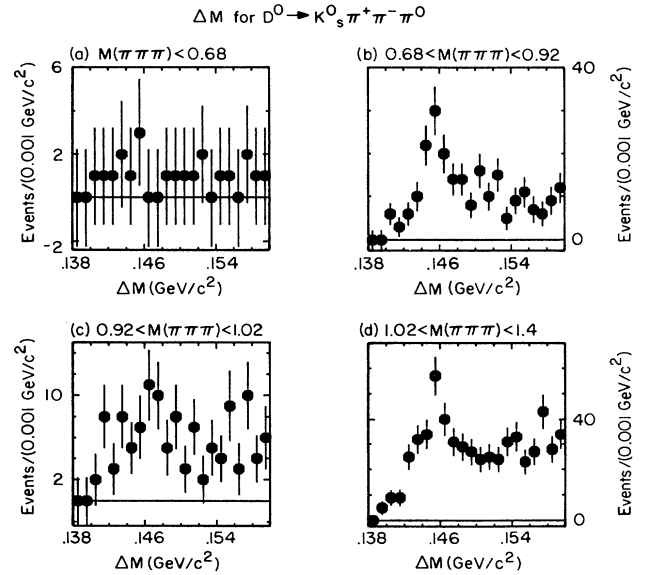 ΔM for D⁰→K⁰ₛπ⁺π⁻π⁰
(a) M(πππ)<0.68
(b) 0.68<M(πππ)<0.92
6
2
-2
Events/(0.001 GeV/c²)
.138
.146
.154
ΔM(GeV/c²)
40
0
Events/(0.001 GeV/c²)
.138
.146
.154
ΔM(GeV/c²)
(c) 0.92<M(πππ)<1.02
(d) 1.02<M(πππ)<1.4
10
2
Events/(0.001 GeV/c²)
.138
.146
.154
ΔM(GeV/c²)
40
0
Events/(0.001 GeV/c²)
.138
.146
.154
ΔM(GeV/c²)